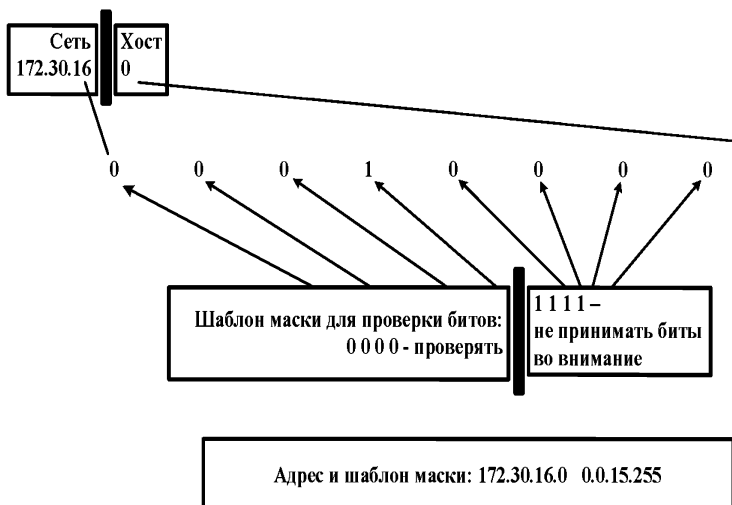 Сеть
172.30.16
Хост
0
0 0 0 1 0 0 0 0
Шаблон маски для проверки битов:
0 0 0 0 - проверять
1 1 1 1 –
не принимать биты
во внимание
Адрес и шаблон маски: 172.30.16.0 0.0.15.255